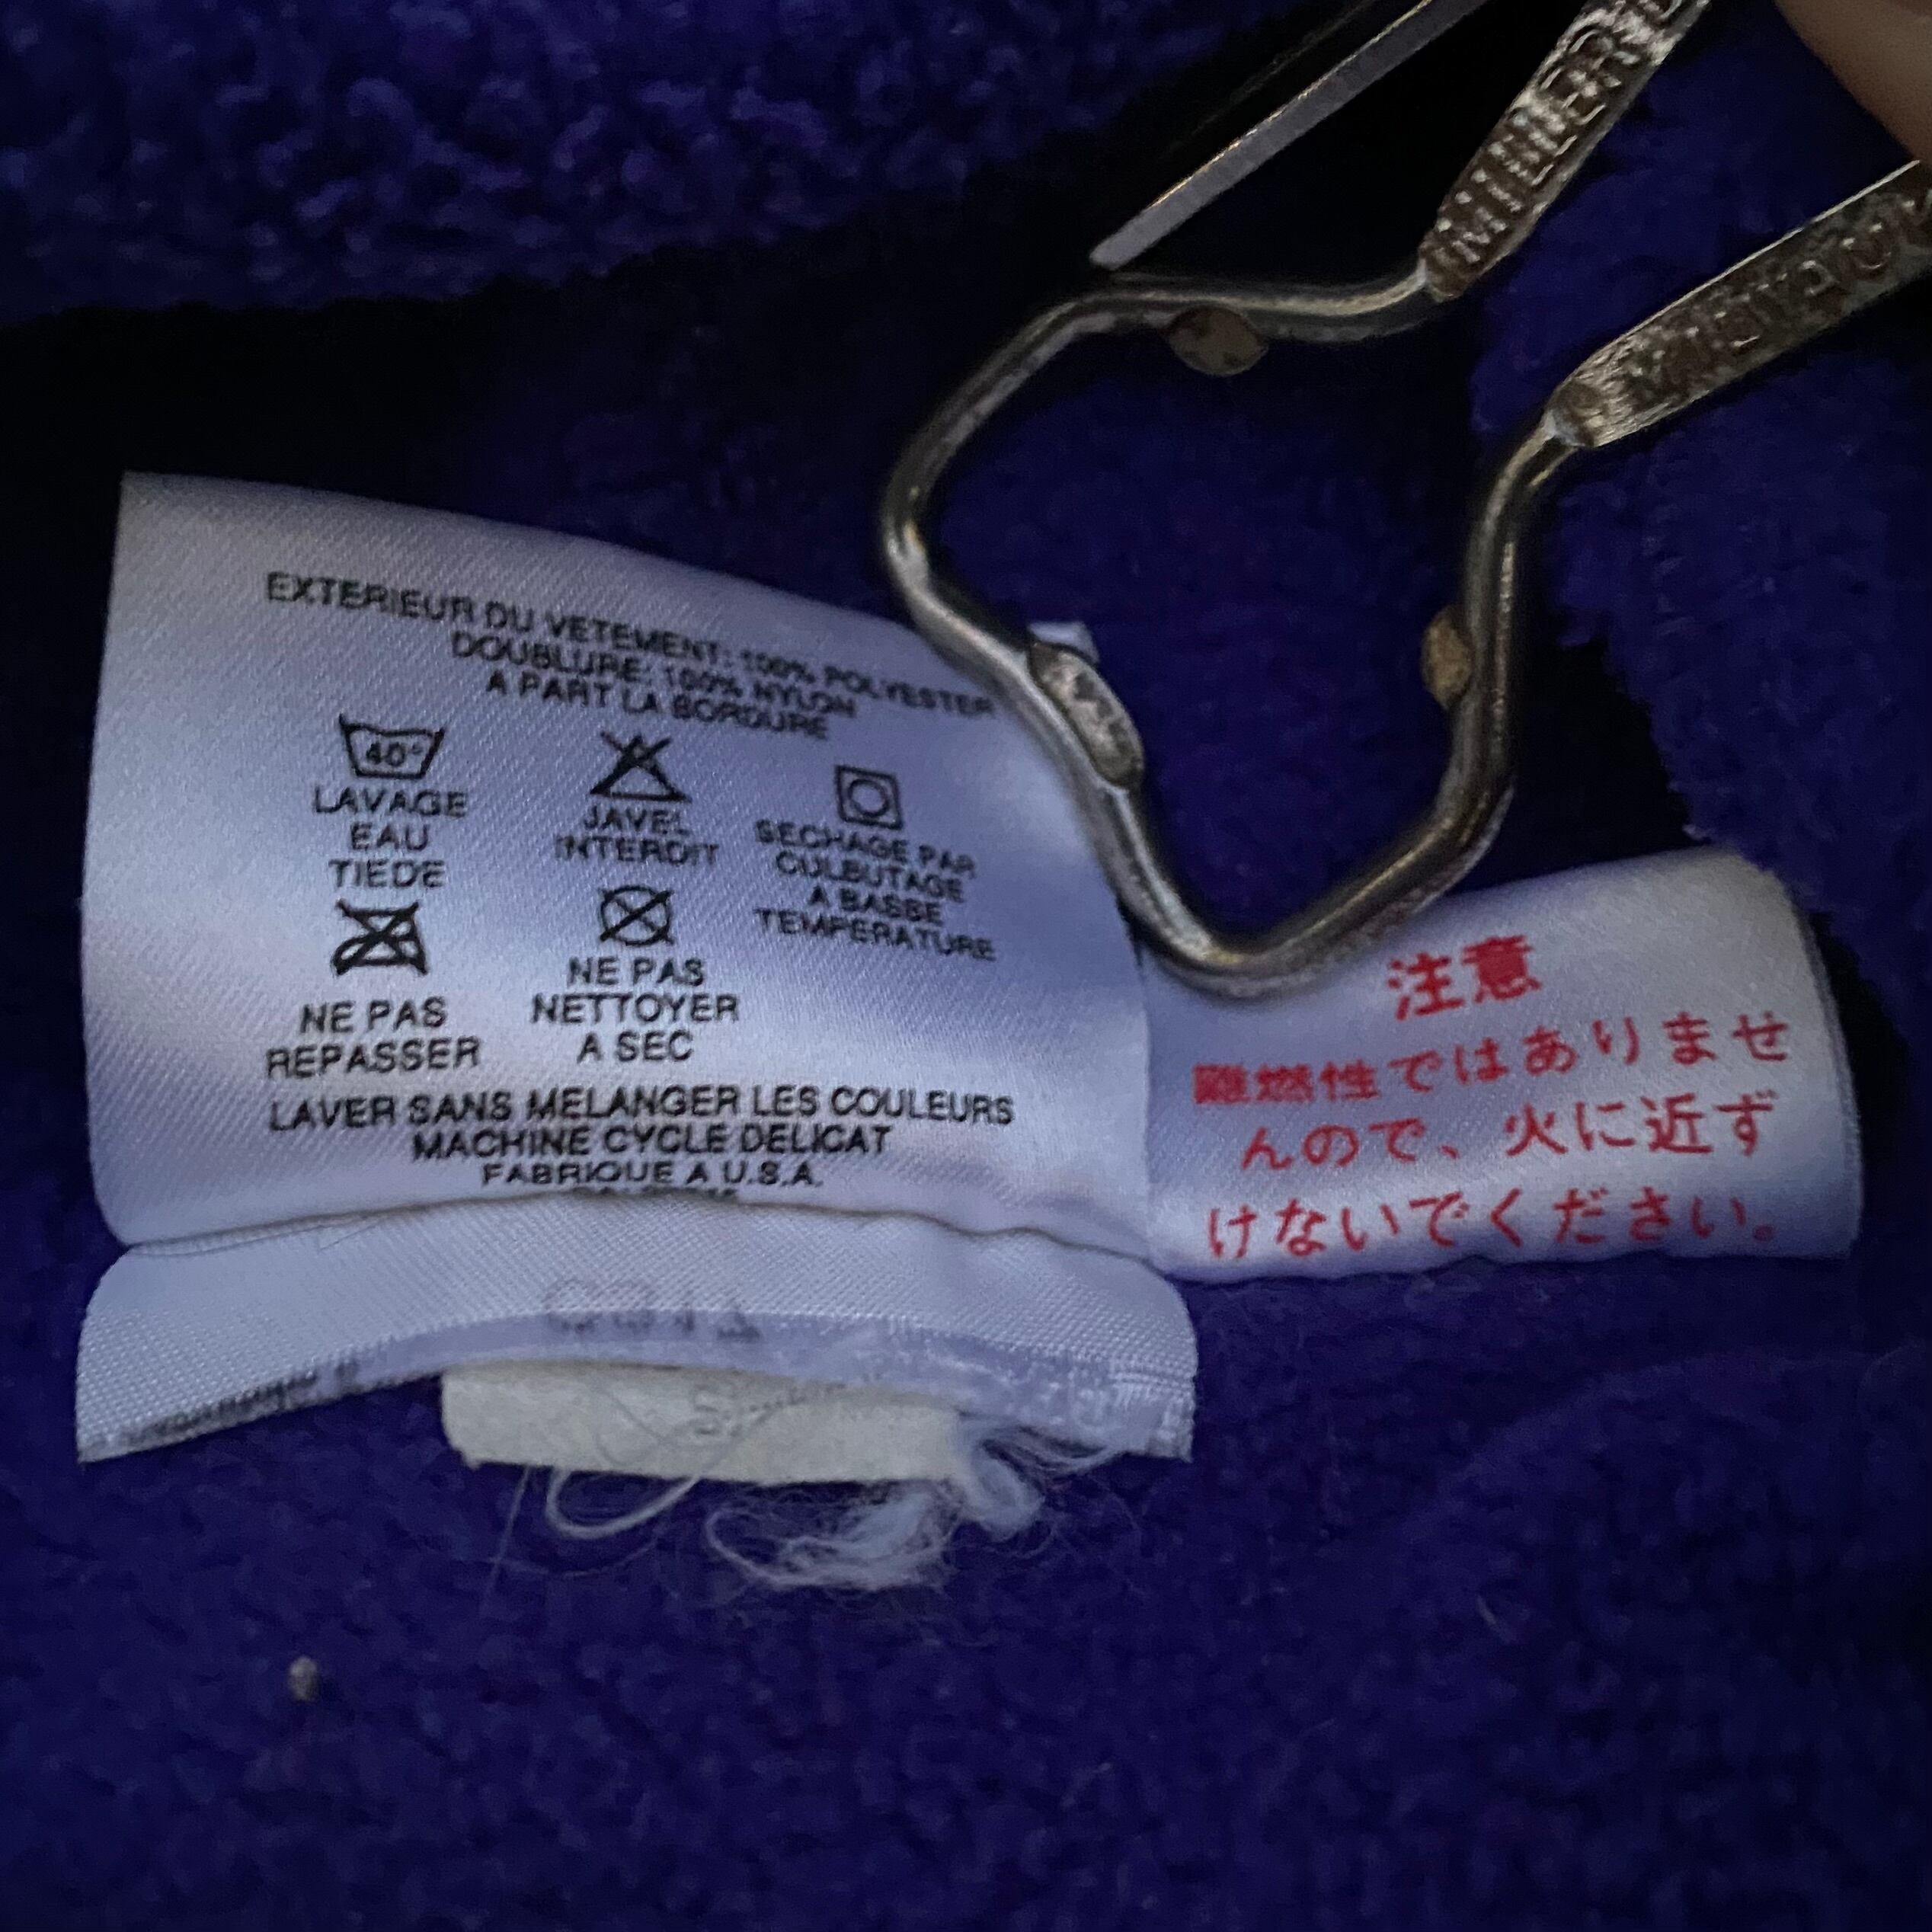 MILLER
EXTERIEUR DU VETEMENT: 100% POLYESTER
DOUBLURE: 100% NYLON
A PART LA BORDURE
40°
LAVAGE
EAU
TIEDE
JAVEL
INTERDIT
SECHAGE PAR
CULBUTAGE
A BASSE
TEMPERATURE
NE PAS
REPASSER
NE PAS
NETTOYER
A SEC
LAVER SANS MELANGER LES COULEURS
MACHINE CYCLE DELICAT
FABRIQUE A U.S.A.
注意
難燃性ではありませ
んので、火に近ず
けないでください。